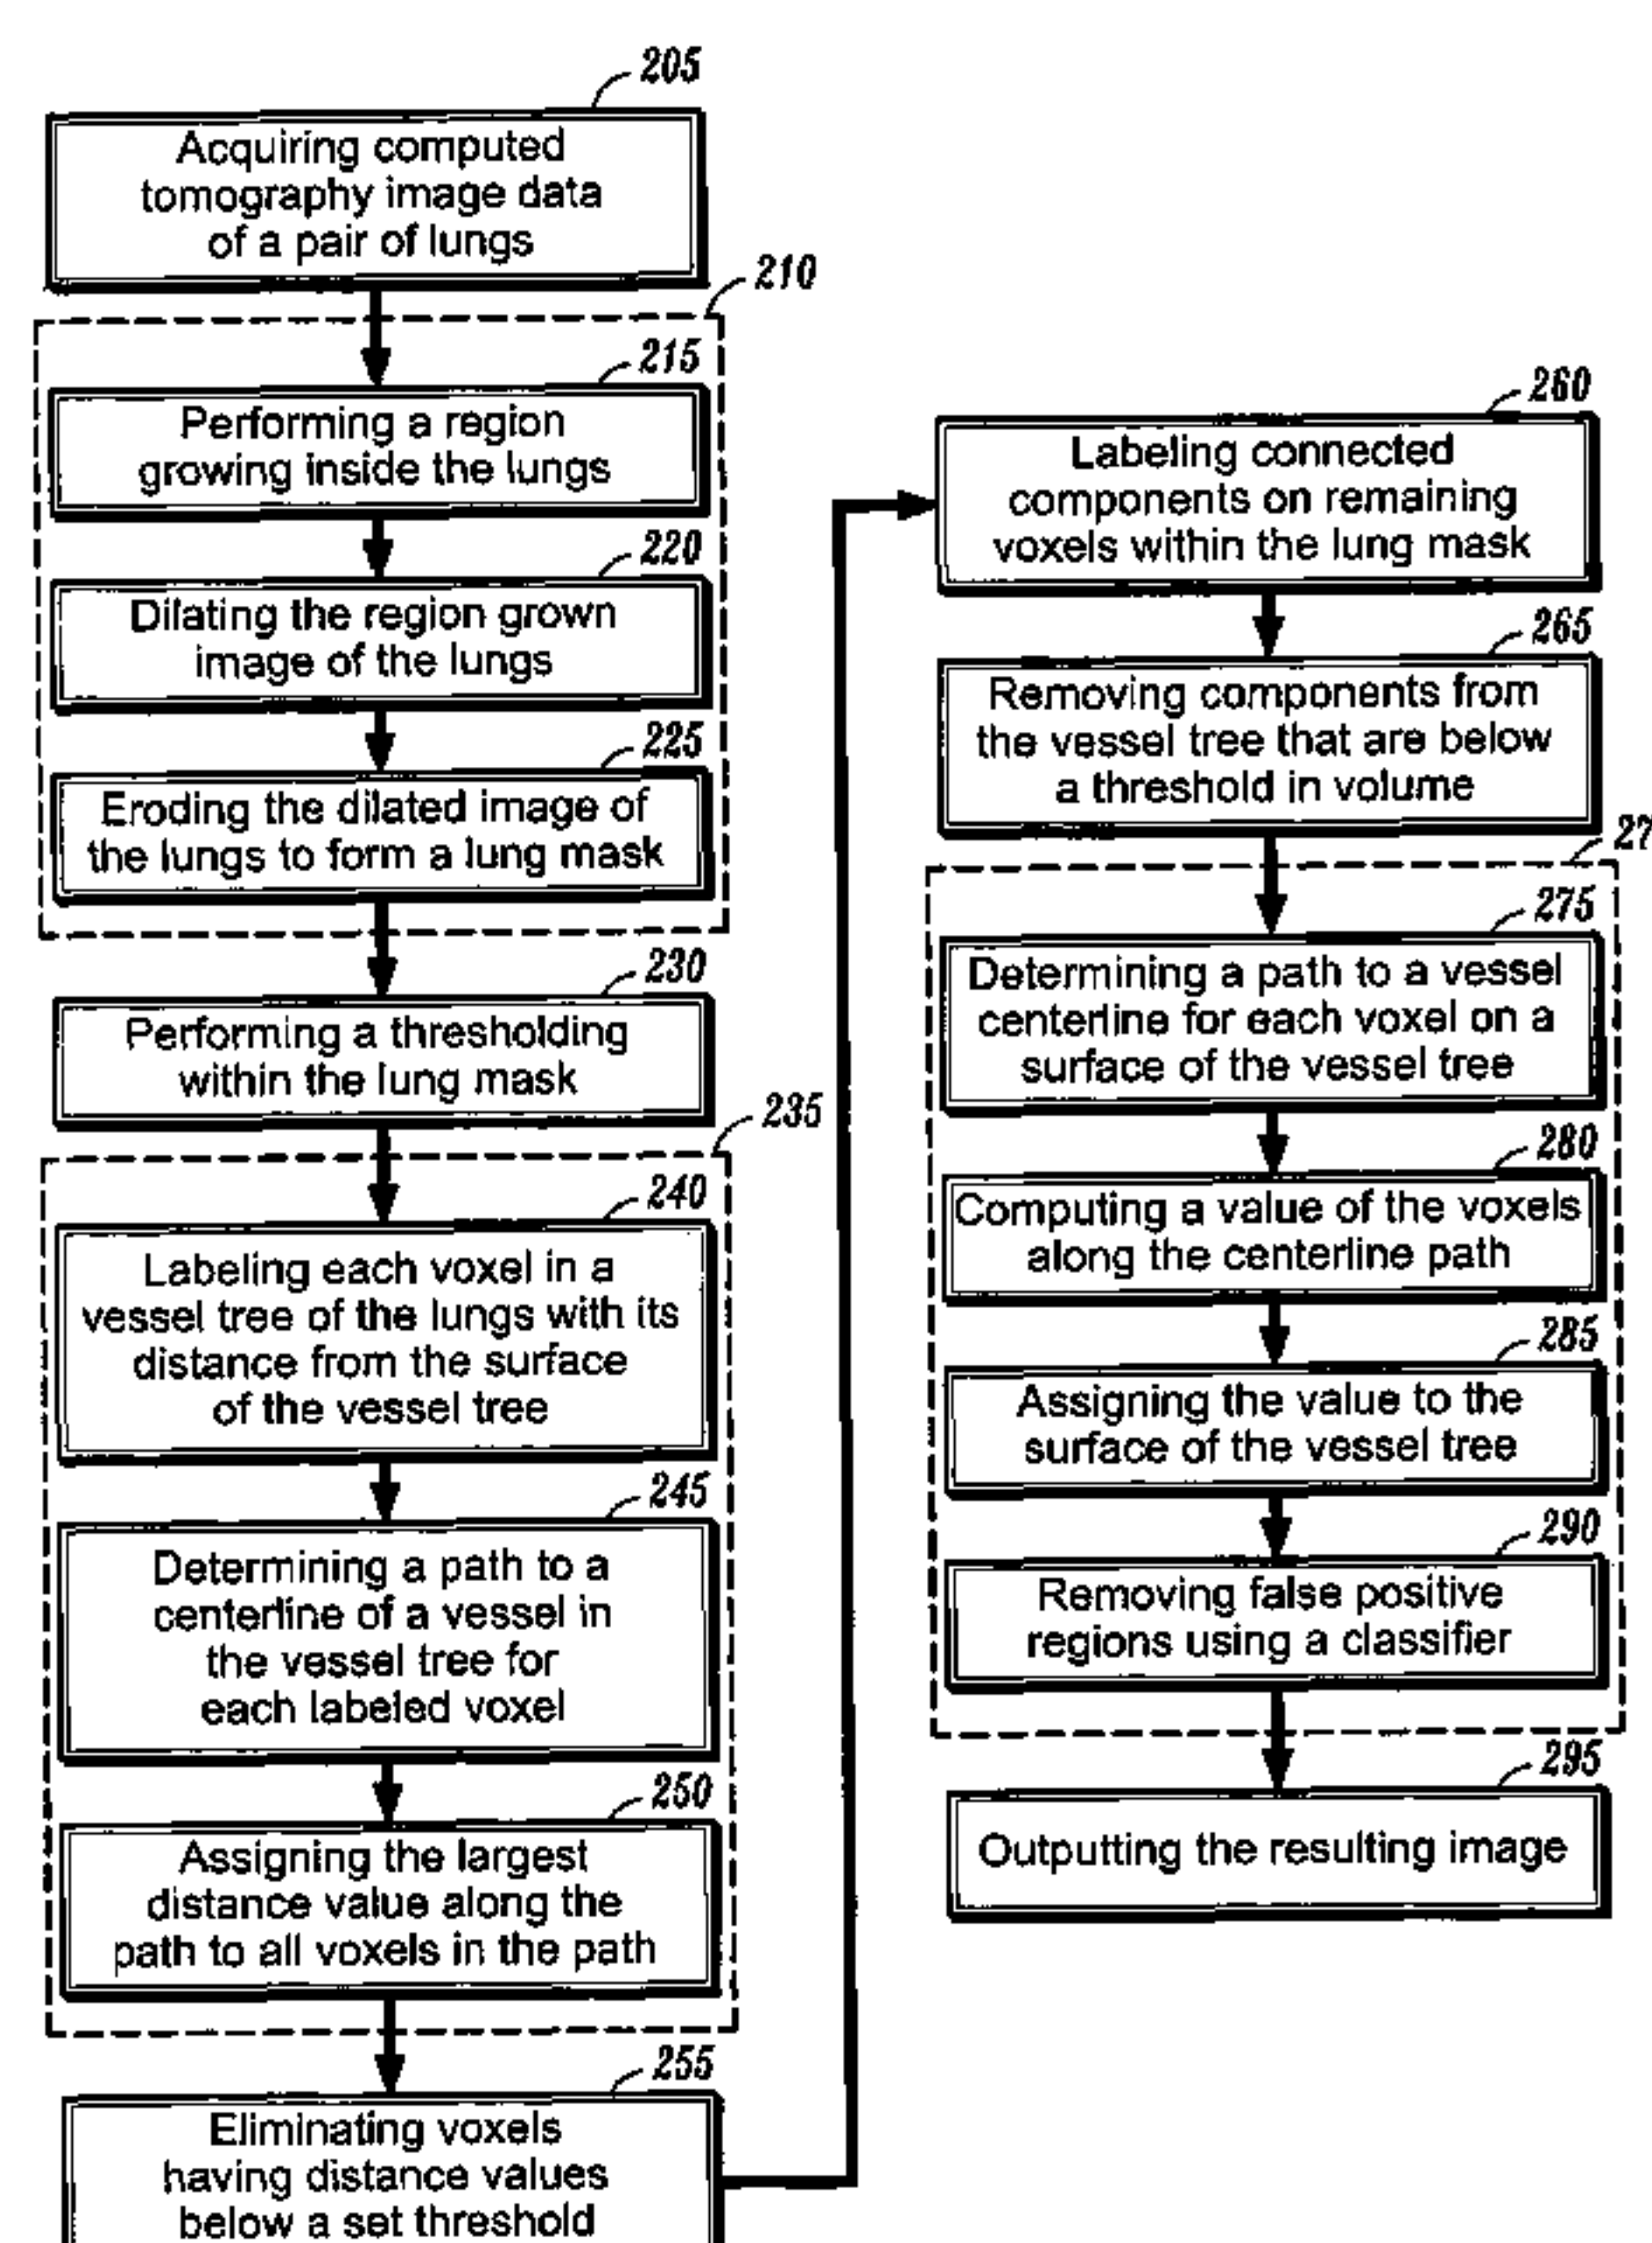 205
Acquiring computed
tomography image data
of a pair of lungs
210
215
Performing a region
growing inside the lungs
220
Dilating the region grown
image of the lungs
225
Eroding the dilated image of
the lungs to form a lung mask
230
Performing a thresholding
within the lung mask
235
240
Labeling each voxel in a
vessel tree of the lungs with its
distance from the surface
of the vessel tree
245
Determining a path to a
centerline of a vessel in
the vessel tree for
each labeled voxel
250
Assigning the largest
distance value along the
path to all voxels in the path
255
Eliminating voxels
having distance values
below a set threshold
260
Labeling connected
components on remaining
voxels within the lung mask
265
Removing components from
the vessel tree that are below
a threshold in volume
27
275
Determining a path to a vessel
centerline for each voxel on a
surface of the vessel tree
280
Computing a value of the voxels
along the centerline path
285
Assigning the value to the
surface of the vessel tree
290
Removing false positive
regions using a classifier
295
Outputting the resulting image